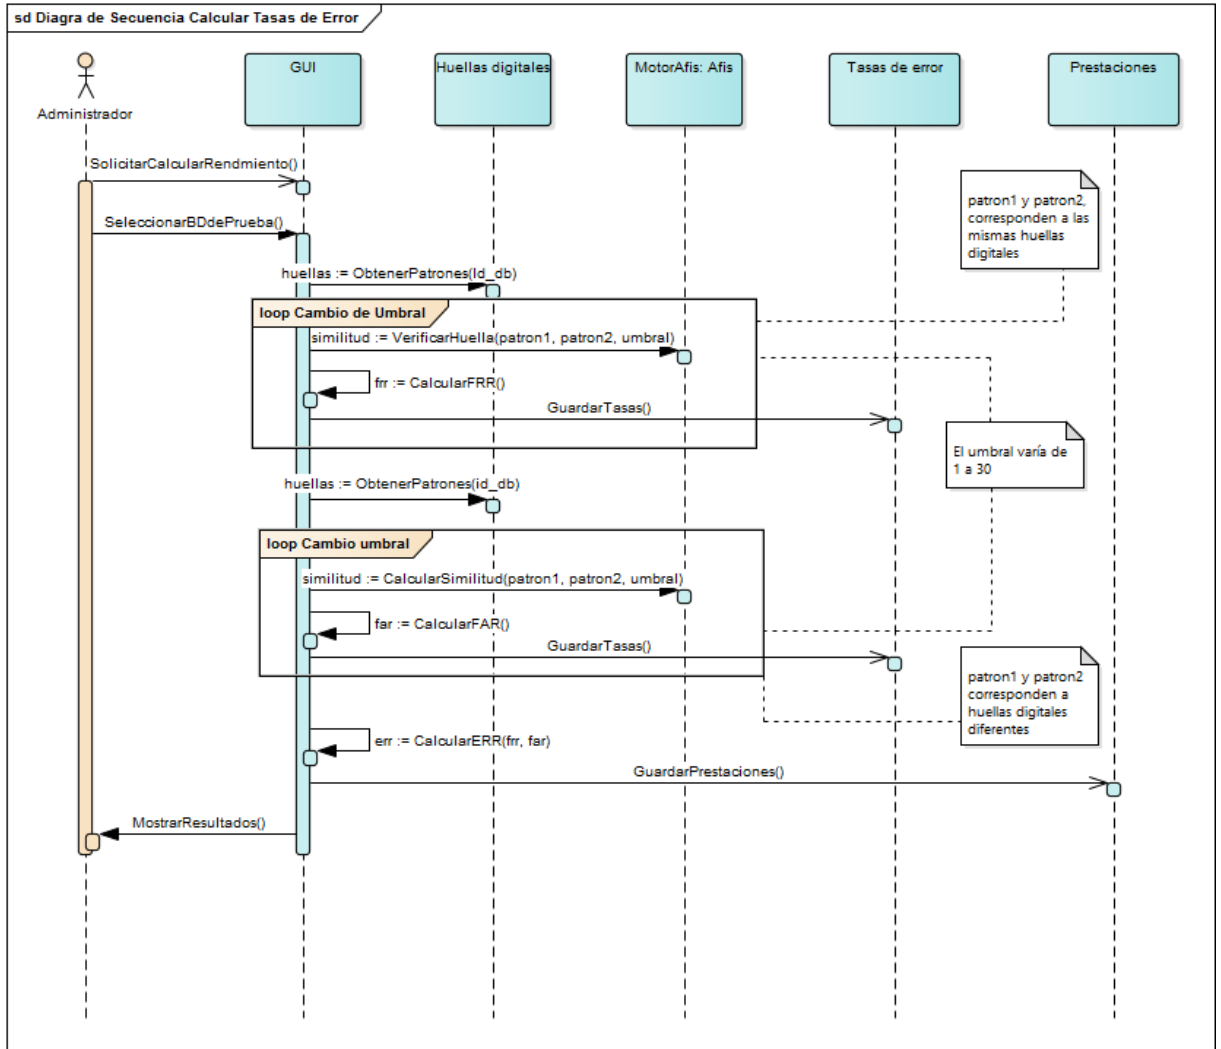 sd Diagra de Secuencia Calcular Tasas de Error
Administrador
GUI
Huellas digitales
MotorAfis: Afis
Tasas de error
Prestaciones
SolicitarCalcularRendmiento()
patron1 y patron2,
corresponden a las
mismas huellas
digitales
SeleccionarBDdePrueba()
huellas := ObtenerPatrones(Id_db)
loop Cambio de Umbral
similitud := VerificarHuella(patron1, patron2, umbral)
frr := CalcularFRR()
GuardarTasas()
El umbral varía de
1 a 30
huellas := ObtenerPatrones(id_db)
loop Cambio umbral
similitud := CalcularSimilitud(patron1, patron2, umbral)
far := CalcularFAR()
GuardarTasas()
patron1 y patron2
corresponden a
huellas digitales
diferentes
err := CalcularERR(frr, far)
GuardarPrestaciones()
MostrarResultados()